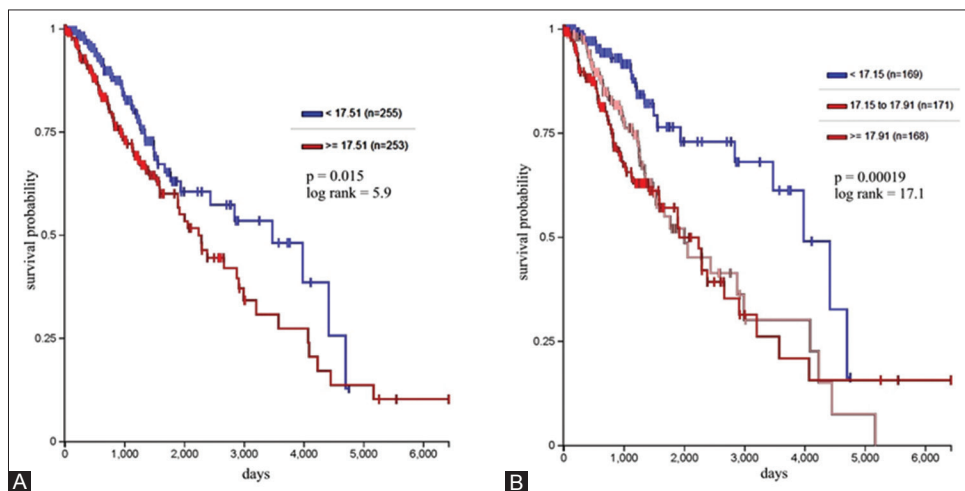 1
0.75
0.5
0.25
0
survival probability
0
1,000
2,000
3,000
4,000
5,000
6,000
days
< 17.51 (n=255)
>= 17.51 (n=253)
p = 0.015
log rank = 5.9
A
1
0.75
0.5
0.25
0
survival probability
0
1,000
2,000
3,000
4,000
5,000
6,000
days
< 17.15 (n=169)
17.15 to 17.91 (n=171)
>= 17.91 (n=168)
p = 0.00019
log rank = 17.1
B